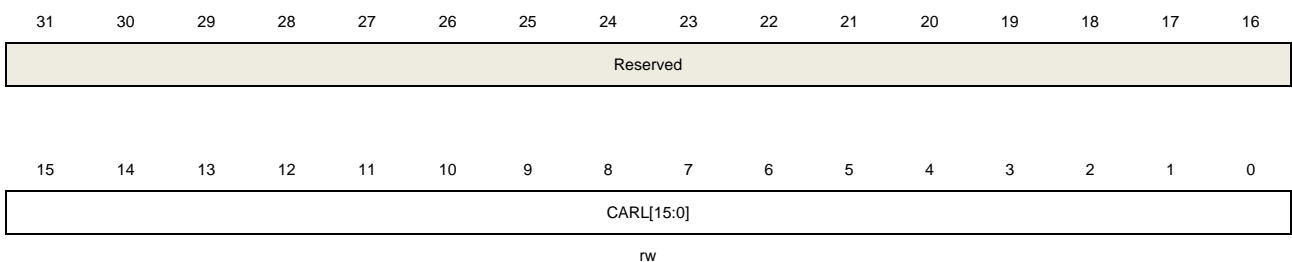 31 30 29 28 27 26 25 24 23 22 21 20 19 18 17 16
Reserved
15 14 13 12 11 10 9 8 7 6 5 4 3 2 1 0
CARL[15:0]
rw